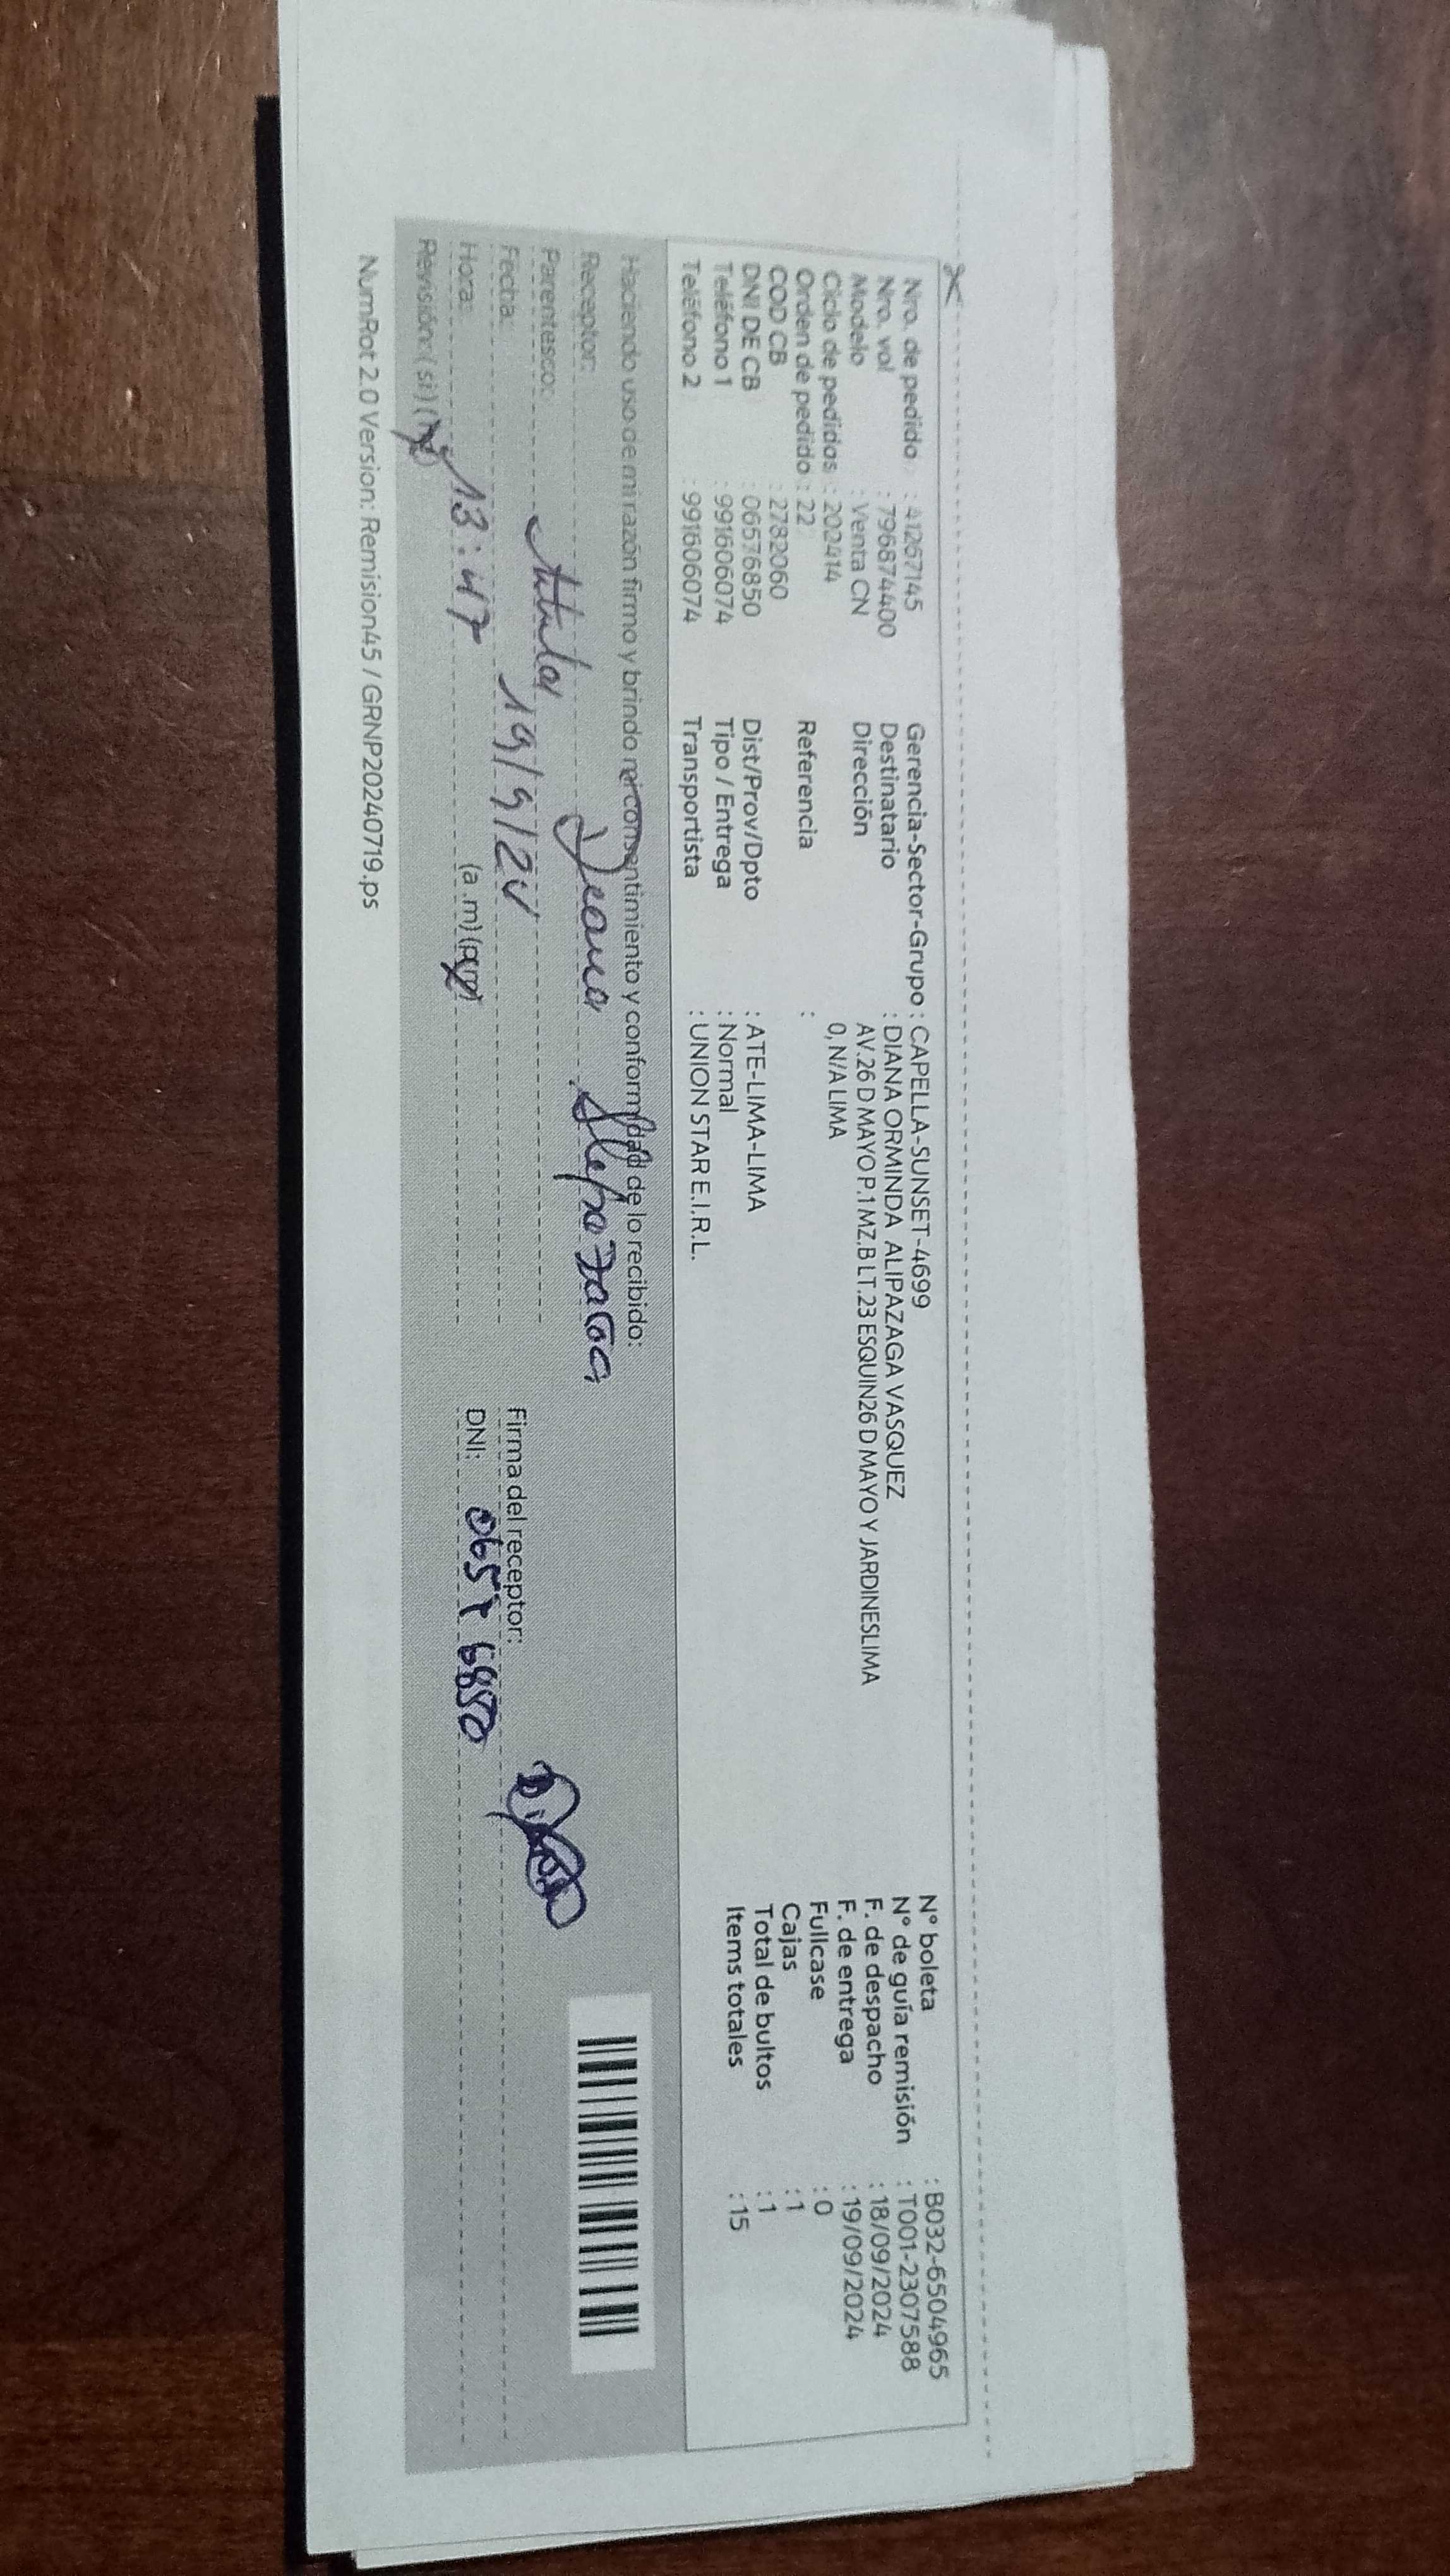 Nro. de pedido : 41267145
Nro. vol : 796874400
Modelo : Venta CN
Ciclo de pedidos : 202414
Orden de pedido : 22
COD CB : 2782060
DNI DE CB : 06576850
Teléfono 1 : 991606074
Teléfono 2 : 991606074
Gerencia-Sector-Grupo : CAPELLA-SUNSET-4699
Destinatario : DIANA ORMINDA ALIPAZAGA VASQUEZ
Dirección AV.26 D MAYO P.1 MZ.B LT.23 ESQUIN26 D MAYO Y JARDINESLIMA
0, N/A LIMA
Referencia :
Dist/Prov/Dpto : ATE-LIMA-LIMA
Tipo / Entrega : Normal
Transportista : UNION STAR E.I.R.L.
N° boleta : B032-6504965
N° de guía remisión : T001-2307588
F. de despacho : 18/09/2024
F. de entrega : 19/09/2024
Fullcase : 0
Cajas : 1
Total de bultos : 1
Items totales : 15
Haciendo uso de mi razón firmo y brindo mi consentimiento y conformidad de lo recibido:
Receptor: Diana
Parentesco: titular
Fecha: 19/9/24
Hora: 13:47 (a.m) (p.m)
Revisión: (si) (no)
Firma del receptor:
DNI: 06576850
NumRot 2.0 Version: Remision45 / GRNP20240719.ps